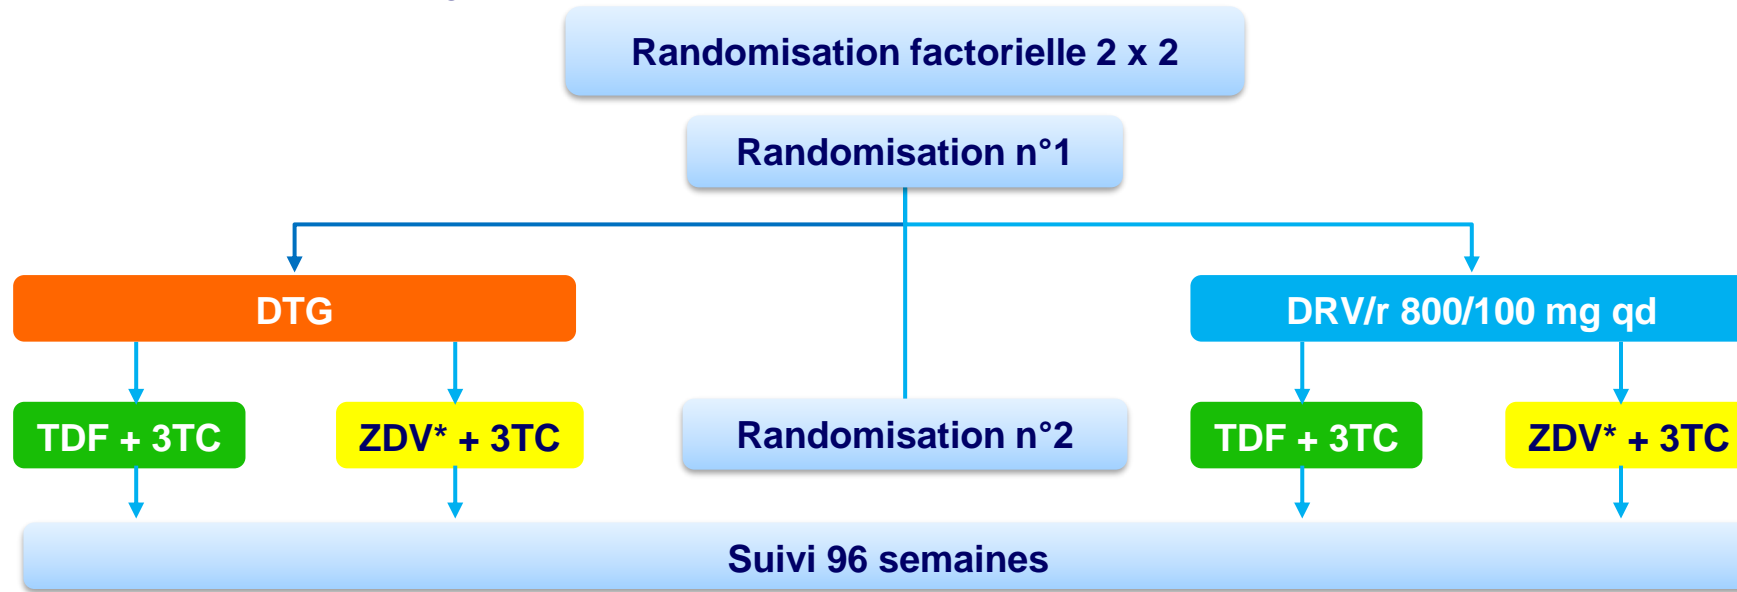 Randomisation factorielle 2 x 2
Randomisation n°1
DTG
DRV/r 800/100 mg qd
TDF + 3TC
ZDV* + 3TC
Randomisation n°2
TDF + 3TC
ZDV* + 3TC
Suivi 96 semaines